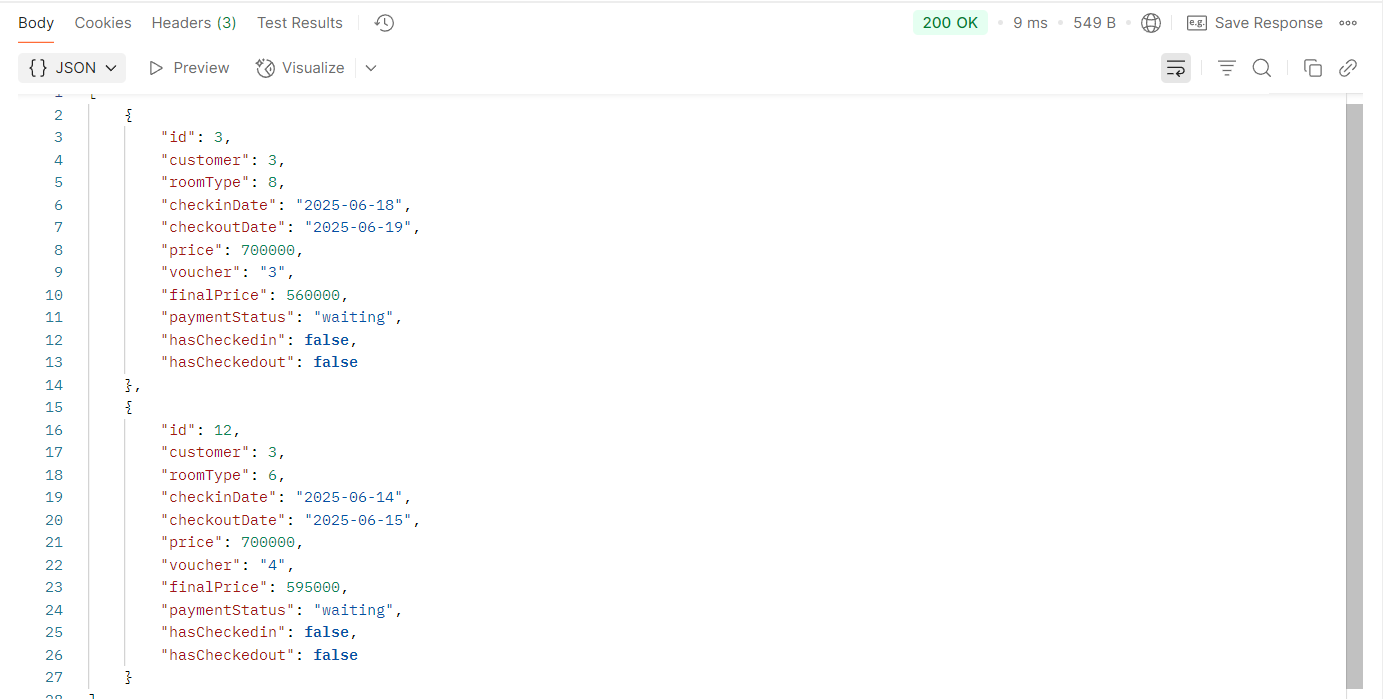 Body Cookies Headers (3) Test Results 200 OK • 9 ms • 549 B • e.g. Save Response
{} JSON Preview Visualize
1 [
2 {
3 "id": 3,
4 "customer": 3,
5 "roomType": 8,
6 "checkinDate": "2025-06-18",
7 "checkoutDate": "2025-06-19",
8 "price": 700000,
9 "voucher": "3",
10 "finalPrice": 560000,
11 "paymentStatus": "waiting",
12 "hasCheckedin": false,
13 "hasCheckedout": false
14 },
15 {
16 "id": 12,
17 "customer": 3,
18 "roomType": 6,
19 "checkinDate": "2025-06-14",
20 "checkoutDate": "2025-06-15",
21 "price": 700000,
22 "voucher": "4",
23 "finalPrice": 595000,
24 "paymentStatus": "waiting",
25 "hasCheckedin": false,
26 "hasCheckedout": false
27 }
28 ]